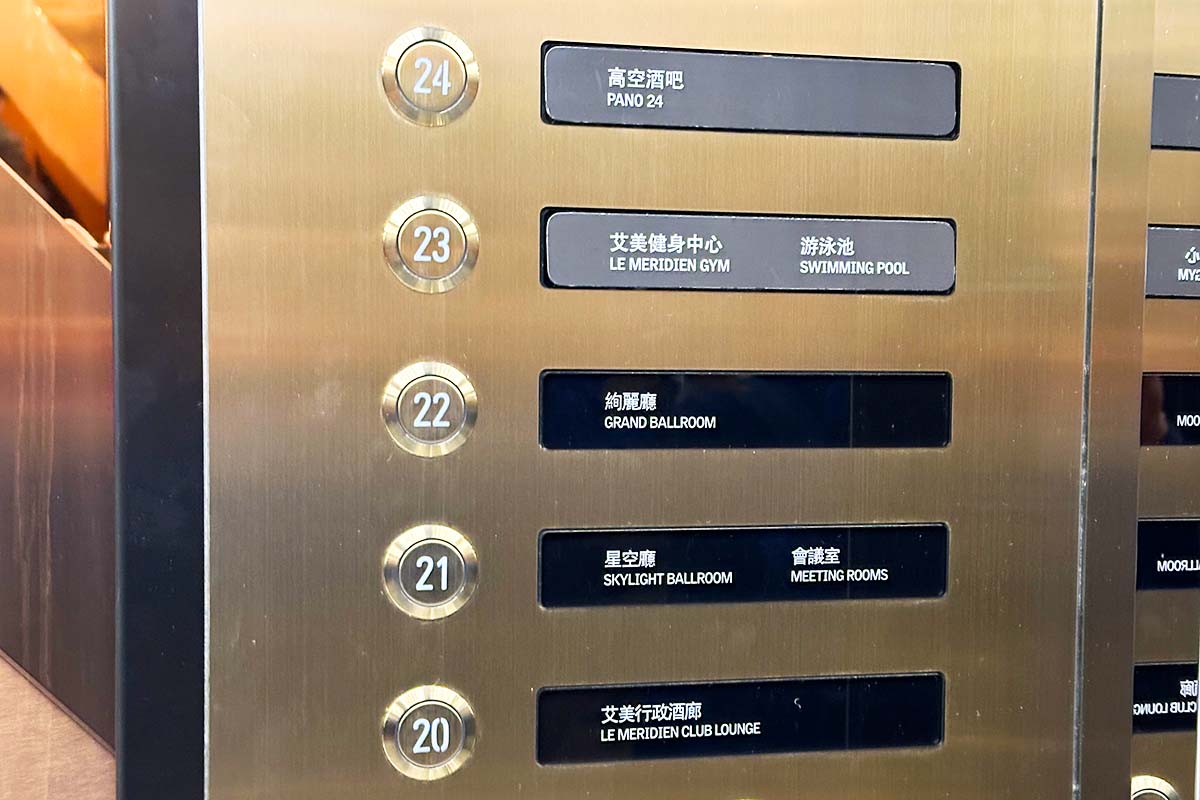 24
高空酒吧
PANO 24
23
艾美健身中心
LE MERIDIEN GYM
游泳池
SWIMMING POOL
22
絢麗廳
GRAND BALLROOM
21
星空廳
SKYLIGHT BALLROOM
會議室
MEETING ROOMS
20
艾美行政酒廊
LE MERIDIEN CLUB LOUNGE